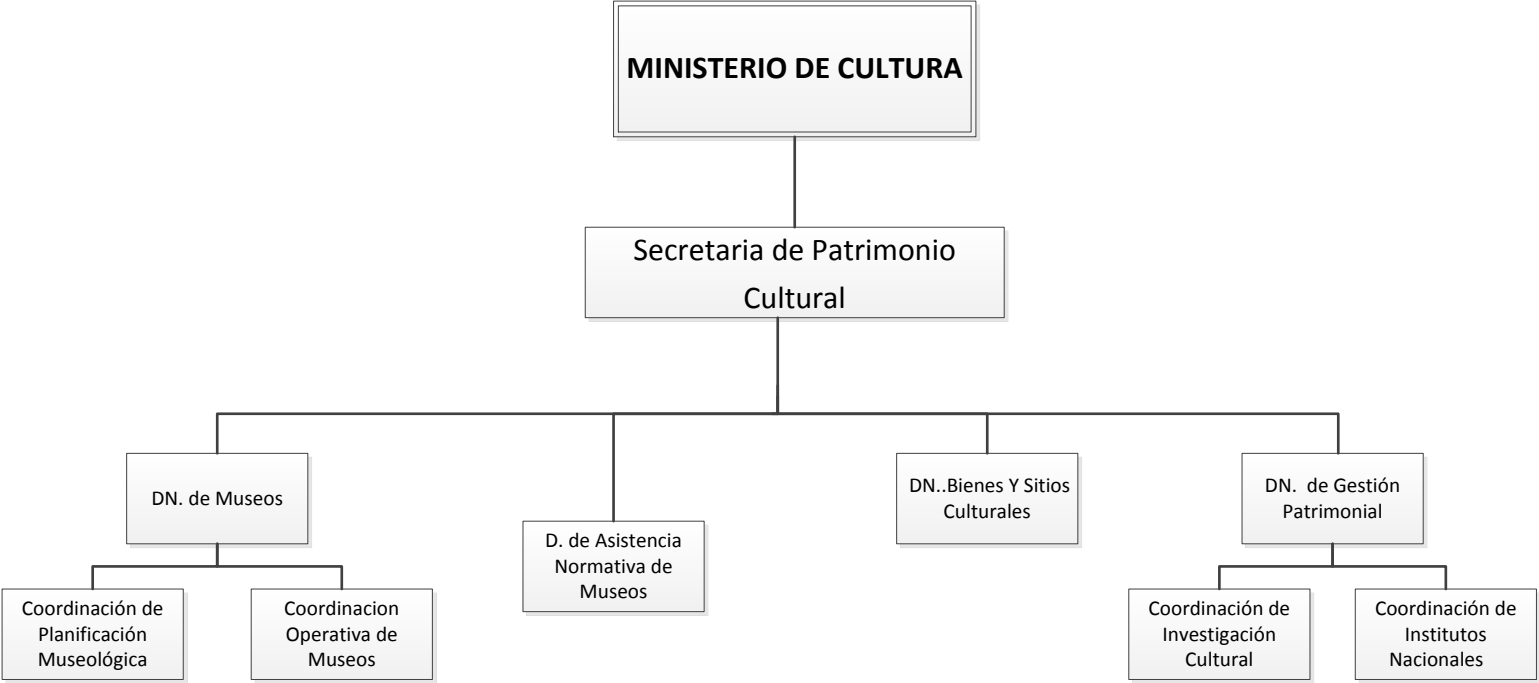 MINISTERIO DE CULTURA
Secretaria de Patrimonio
Cultural
DN. de Museos
D. de Asistencia
Normativa de
Museos
DN..Bienes Y Sitios
Culturales
DN. de Gestión
Patrimonial
Coordinación de
Planificación
Museológica
Coordinacion
Operativa de
Museos
Coordinación de
Investigación
Cultural
Coordinación de
Institutos
Nacionales